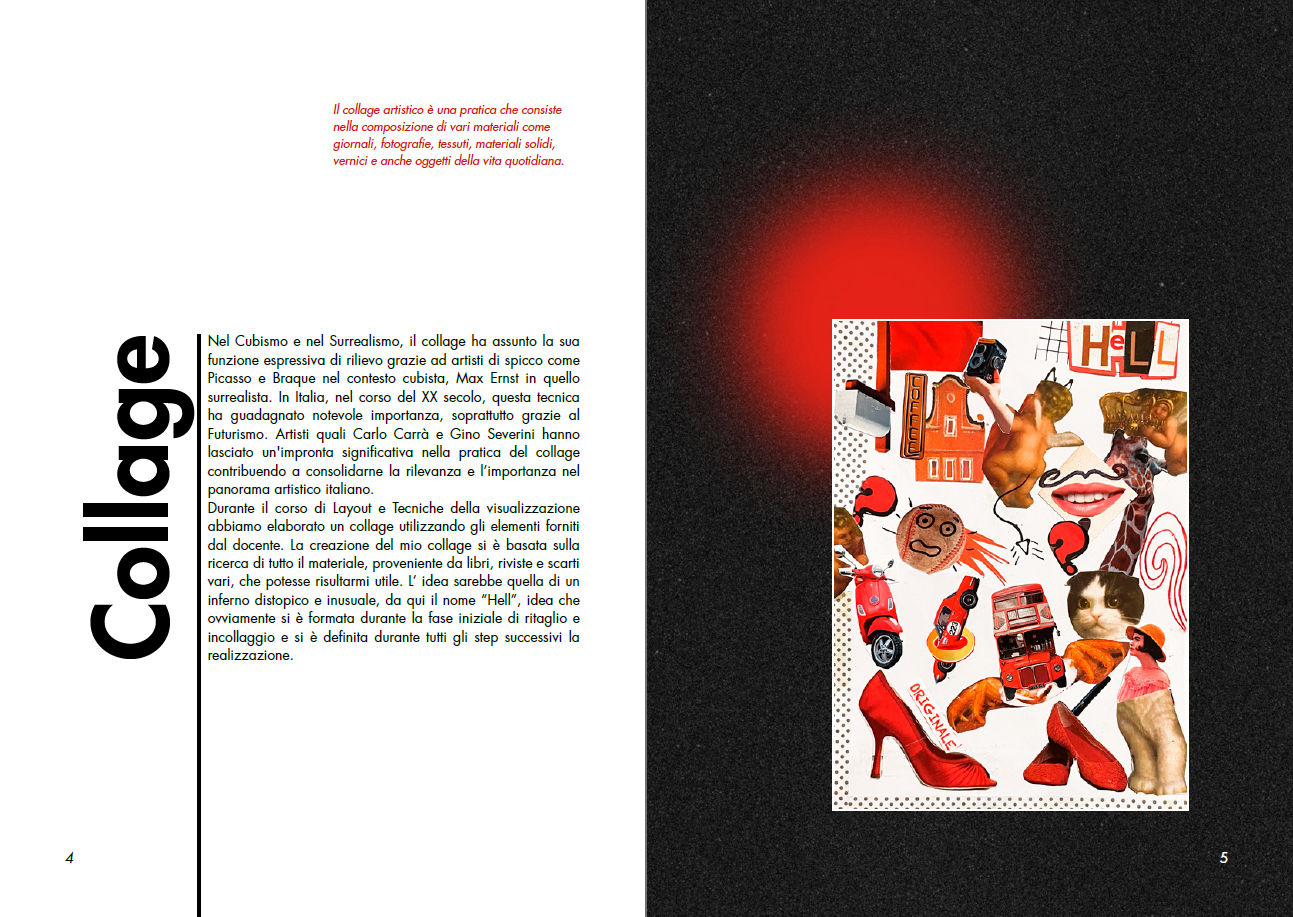 Il collage artistico è una pratica che consiste
nella composizione di vari materiali come
giornali, fotografie, tessuti, materiali solidi,
vernici e anche oggetti della vita quotidiana.
Collage
Nel Cubismo e nel Surrealismo, il collage ha assunto la sua
funzione espressiva di rilievo grazie ad artisti di spicco come
Picasso e Braque nel contesto cubista, Max Ernst in quello
surrealista. In Italia, nel corso del XX secolo, questa tecnica
ha guadagnato notevole importanza, soprattutto grazie al
Futurismo. Artisti quali Carlo Carrà e Gino Severini hanno
lasciato un'impronta significativa nella pratica del collage
contribuendo a consolidarne la rilevanza e l’importanza nel
panorama artistico italiano.
Durante il corso di Layout e Tecniche della visualizzazione
abbiamo elaborato un collage utilizzando gli elementi forniti
dal docente. La creazione del mio collage si è basata sulla
ricerca di tutto il materiale, proveniente da libri, riviste e scarti
vari, che potesse risultarmi utile. L’ idea sarebbe quella di un
inferno distopico e inusuale, da qui il nome “Hell”, idea che
ovviamente si è formata durante la fase iniziale di ritaglio e
incollaggio e si è definita durante tutti gli step successivi la
realizzazione.
4
HeLL
COFFEE
ORIGINALE
5